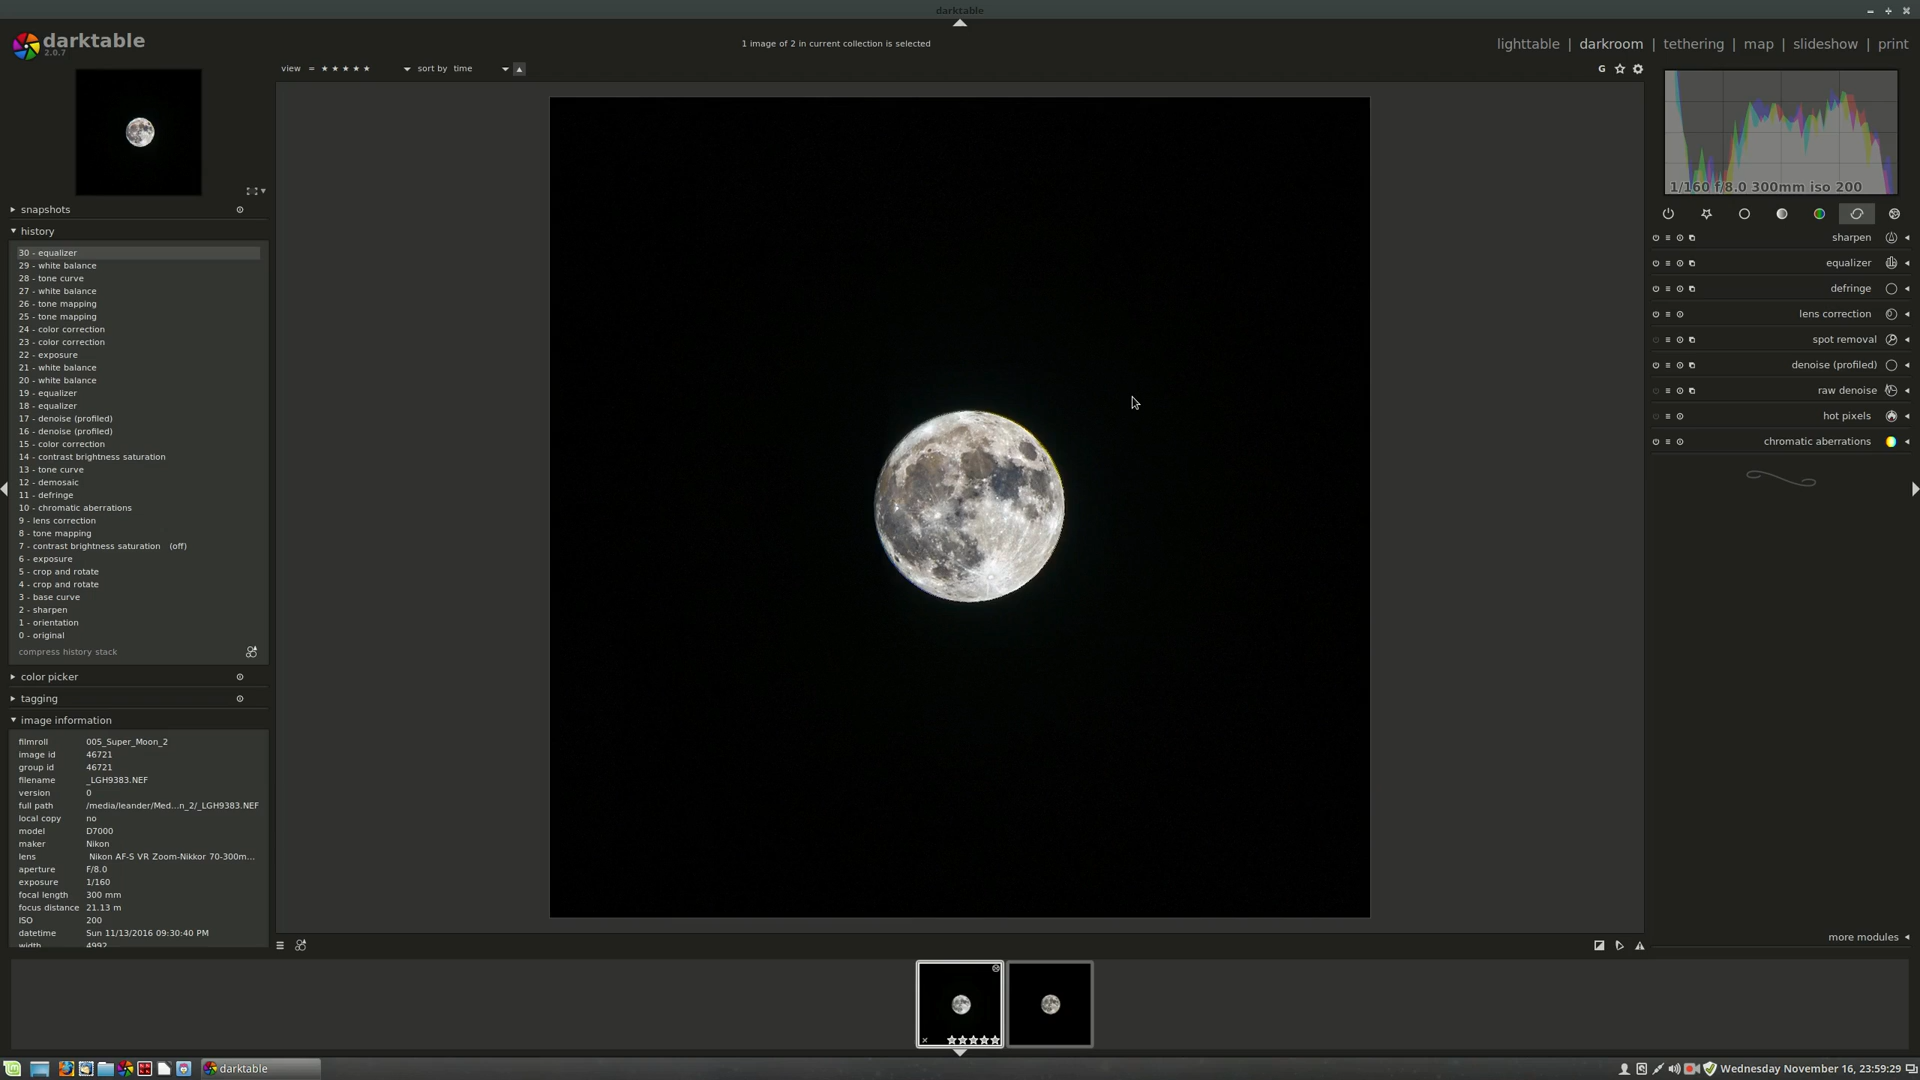 darktable
darktable
2.0.7
1 image of 2 in current collection is selected
lighttable | darkroom | tethering | map | slideshow | print
view = ★ ★ ★ ★ ★ sort by time
G
1/160 f/8.0 300mm iso 200
snapshots
history
30 - equalizer
29 - white balance
28 - tone curve
27 - white balance
26 - tone mapping
25 - tone mapping
24 - color correction
23 - color correction
22 - exposure
21 - white balance
20 - white balance
19 - equalizer
18 - equalizer
17 - denoise (profiled)
16 - denoise (profiled)
15 - color correction
14 - contrast brightness saturation
13 - tone curve
12 - demosaic
11 - defringe
10 - chromatic aberrations
9 - lens correction
8 - tone mapping
7 - contrast brightness saturation (off)
6 - exposure
5 - crop and rotate
4 - crop and rotate
3 - base curve
2 - sharpen
1 - orientation
0 - original
compress history stack
color picker
tagging
image information
filmroll 005_Super_Moon_2
image id 46721
group id 46721
filename _LGH9383.NEF
version 0
full path /media/leander/Med...n_2/_LGH9383.NEF
local copy no
model D7000
maker Nikon
lens Nikon AF-S VR Zoom-Nikkor 70-300m...
aperture F/8.0
exposure 1/160
focal length 300 mm
focus distance 21.13 m
ISO 200
datetime Sun 11/13/2016 09:30:40 PM
width 4992
sharpen
equalizer
defringe
lens correction
spot removal
denoise (profiled)
raw denoise
hot pixels
chromatic aberrations
more modules
darktable
Wednesday November 16, 23:59:29